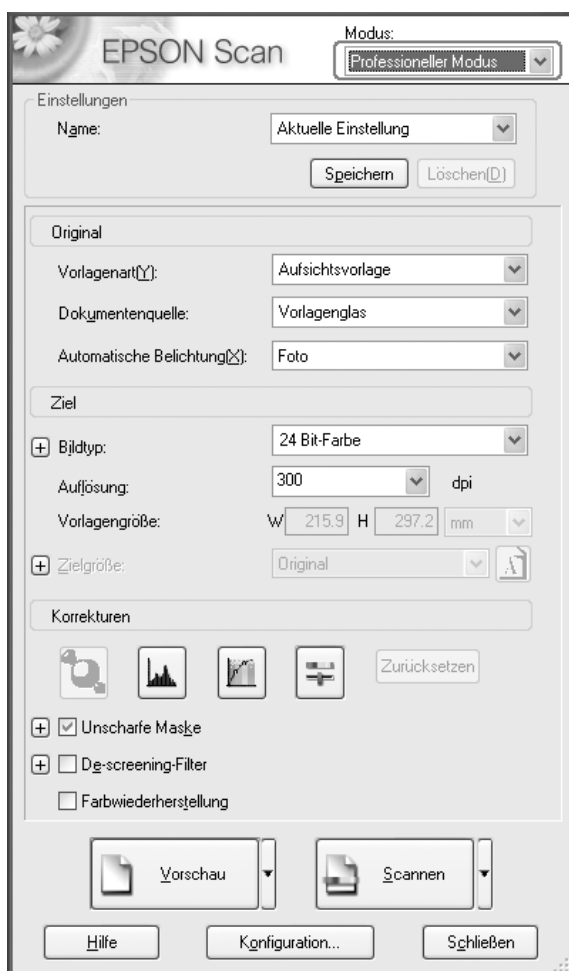 Modus:
EPSON Scan
Professioneller Modus
Einstellungen
Name: Aktuelle Einstellung
Speichern Löschen(D)
Original
Vorlagenart(Y): Aufsichtsvorlage
Dokumentenquelle: Vorlagenglas
Automatische Belichtung(X): Foto
Ziel
Bildtyp: 24 Bit-Farbe
Auflösung: 300 dpi
Vorlagengröße: W 215.9 H 297.2 mm
Zielgröße: Original
Korrekturen
Zurücksetzen
Unscharfe Maske
De-screening-Filter
Farbwiederherstellung
Vorschau Scannen
Hilfe Konfiguration... Schließen